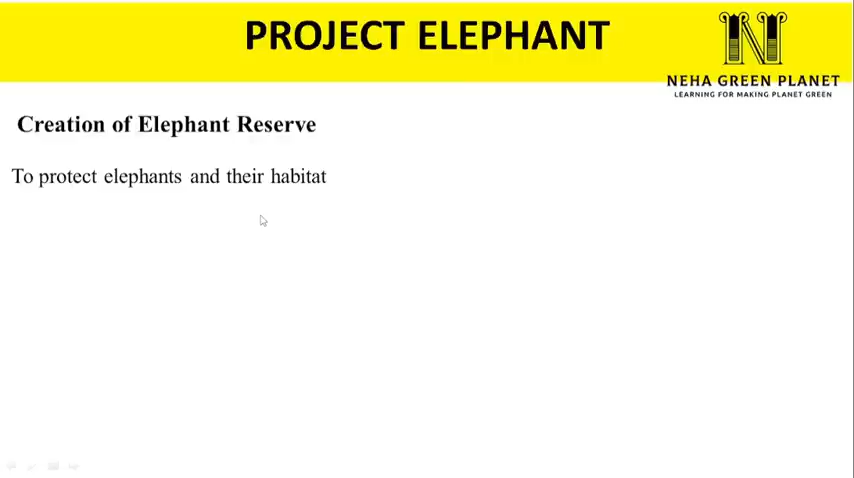 PROJECT ELEPHANT
N
NEHA GREEN PLANET
LEARNING FOR MAKING PLANET GREEN
Creation of Elephant Reserve
To protect elephants and their habitat